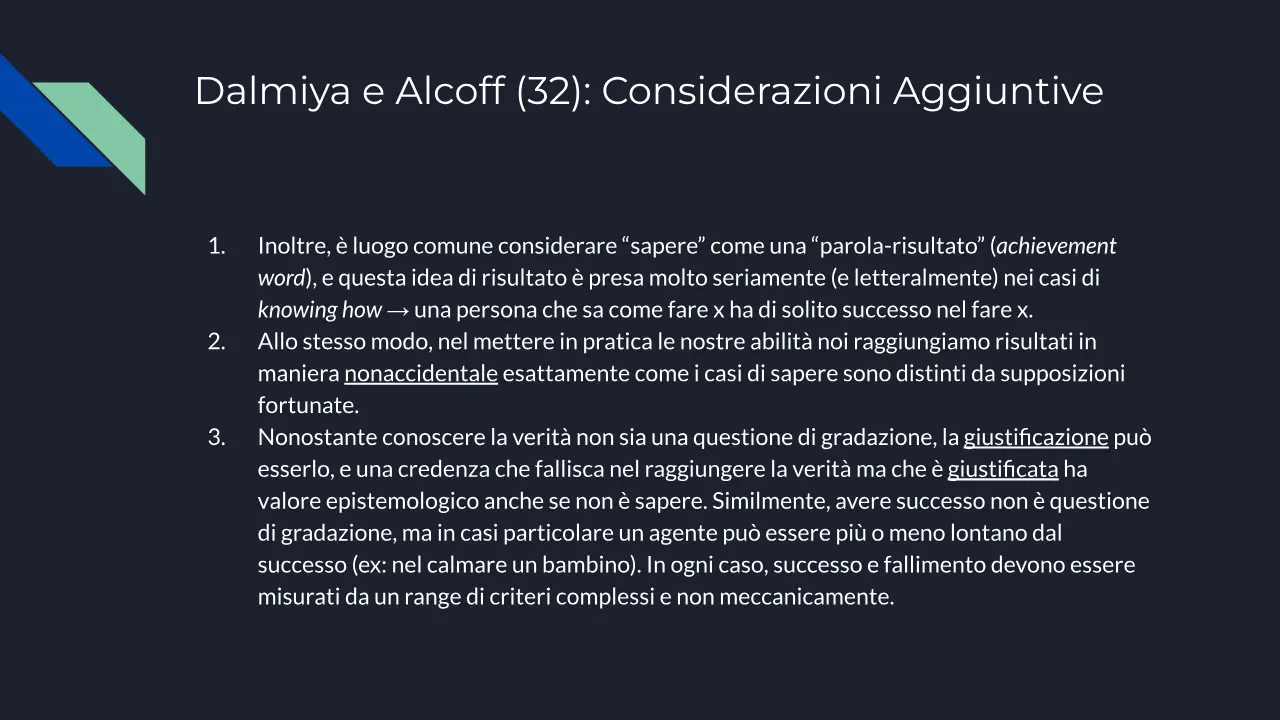 Dalmiya e Alcoff (32): Considerazioni Aggiuntive
1. Inoltre, è luogo comune considerare “sapere” come una “parola-risultato” (achievement
word), e questa idea di risultato è presa molto seriamente (e letteralmente) nei casi di
knowing how → una persona che sa come fare x ha di solito successo nel fare x.
2. Allo stesso modo, nel mettere in pratica le nostre abilità noi raggiungiamo risultati in
maniera nonaccidentale esattamente come i casi di sapere sono distinti da supposizioni
fortunate.
3. Nonostante conoscere la verità non sia una questione di gradazione, la giustificazione può
esserlo, e una credenza che fallisca nel raggiungere la verità ma che è giustificata ha
valore epistemologico anche se non è sapere. Similmente, avere successo non è questione
di gradazione, ma in casi particolare un agente può essere più o meno lontano dal
successo (ex: nel calmare un bambino). In ogni caso, successo e fallimento devono essere
misurati da un range di criteri complessi e non meccanicamente.